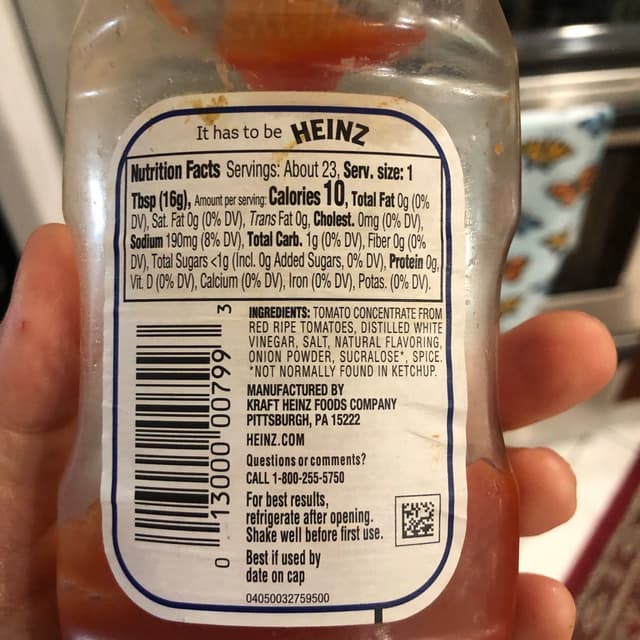 It has to be HEINZ
Nutrition Facts Servings: About 23, Serv. size: 1
Tbsp (16g), Amount per serving: Calories 10, Total Fat 0g (0%
DV), Sat. Fat 0g (0% DV), Trans Fat 0g, Cholest. 0mg (0% DV),
Sodium 190mg (8% DV), Total Carb. 1g (0% DV), Fiber 0g (0%
DV), Total Sugars <1g (Incl. 0g Added Sugars, 0% DV), Protein 0g,
Vit. D (0% DV), Calcium (0% DV), Iron (0% DV), Potas. (0% DV).
INGREDIENTS: TOMATO CONCENTRATE FROM
RED RIPE TOMATOES, DISTILLED WHITE
VINEGAR, SALT, NATURAL FLAVORING,
ONION POWDER, SUCRALOSE*, SPICE.
*NOT NORMALLY FOUND IN KETCHUP.
MANUFACTURED BY
KRAFT HEINZ FOODS COMPANY
PITTSBURGH, PA 15222
HEINZ.COM
Questions or comments?
CALL 1-800-255-5750
For best results,
refrigerate after opening.
Shake well before first use.
Best if used by
date on cap
04050032759500
0 13000 00799 3